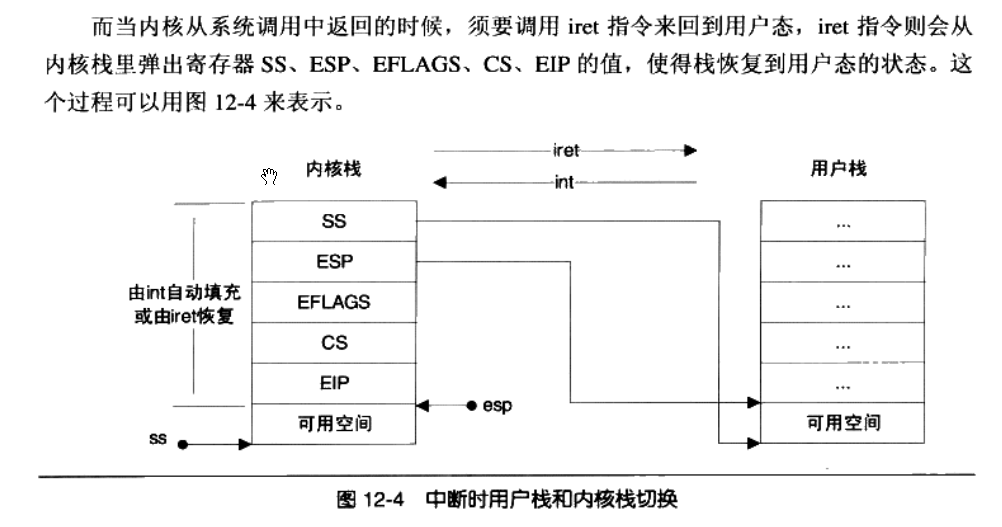 而当内核从系统调用中返回的时候，须要调用 iret 指令来回到用户态，iret 指令则会从
内核栈里弹出寄存器 SS、ESP、EFLAGS、CS、EIP 的值，使得栈恢复到用户态的状态。这
个过程可以用图 12-4 来表示。
iret
内核栈
用户栈
int
SS
...
ESP
...
由int自动填充
或由iret恢复
EFLAGS
...
CS
...
EIP
...
esp
可用空间
可用空间
ss
图 12-4 中断时用户栈和内核栈切换